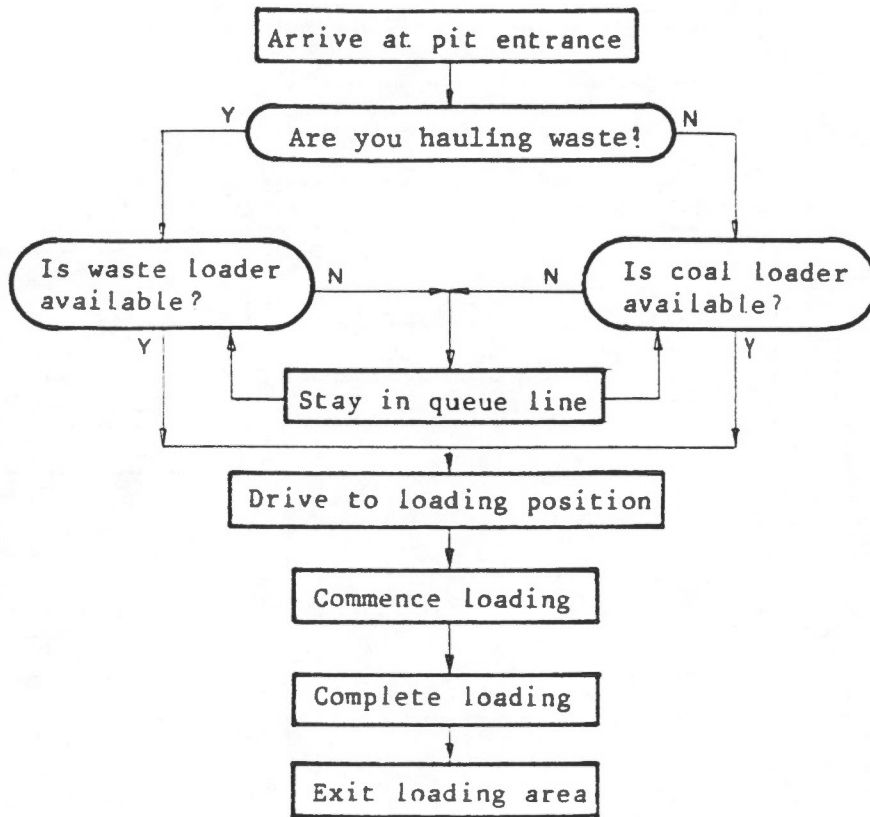 Arrive at pit entrance
Y
N
Are you hauling waste?
Is waste loader
available?
N
N
Is coal loader
available?
Y
Y
Stay in queue line
Drive to loading position
Commence loading
Complete loading
Exit loading area